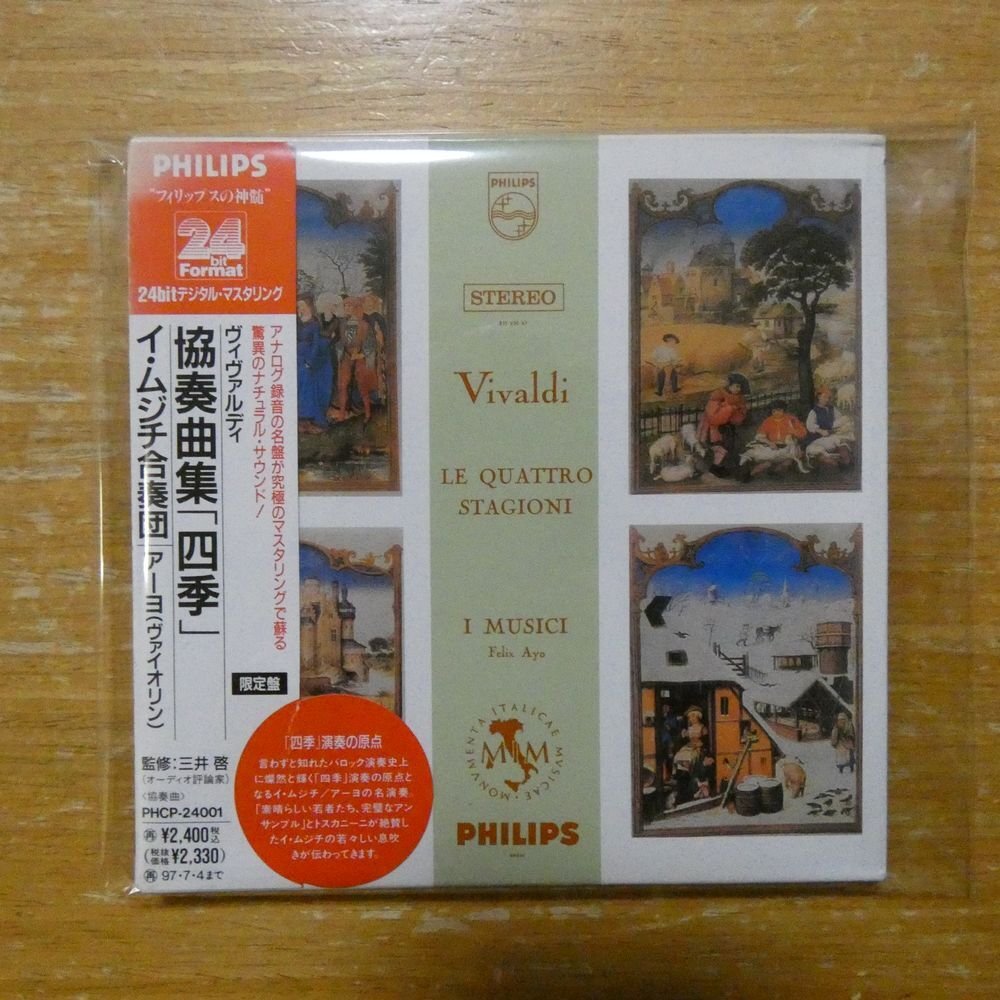 PHILIPS
"フィリップスの神髄"
24
bit
Format
24bitデジタル・マスタリング
アナログ録音の名盤が究極のマスタリングで蘇る
驚異のナチュラル・サウンド!
ヴィヴァルディ
協奏曲集「四季」
イ・ムジチ合奏団
アーヨ(ヴァイオリン)
限定盤
監修:三井 啓
(オーディオ評論家)
〈協奏曲〉
PHCP-24001
再 ¥2,400 税込
(税抜価格 ¥2,330)
再 97・7・4まで
「四季」演奏の原点
言わずと知れたバロック演奏史上
に燦然と輝く「四季」演奏の原点と
なるイ・ムジチ/アーヨの名演奏。
「素晴らしい若者たち、完璧なアン
サンブル」とトスカニーニが絶賛し
たイ・ムジチの若々しい息吹
きが伝わってきます。
PHILIPS
STEREO
Vivaldi
LE QUATTRO
STAGIONI
I MUSICI
Felix Ayo
MONUMENTA ITALICAE MUSICAE
MIM
PHILIPS